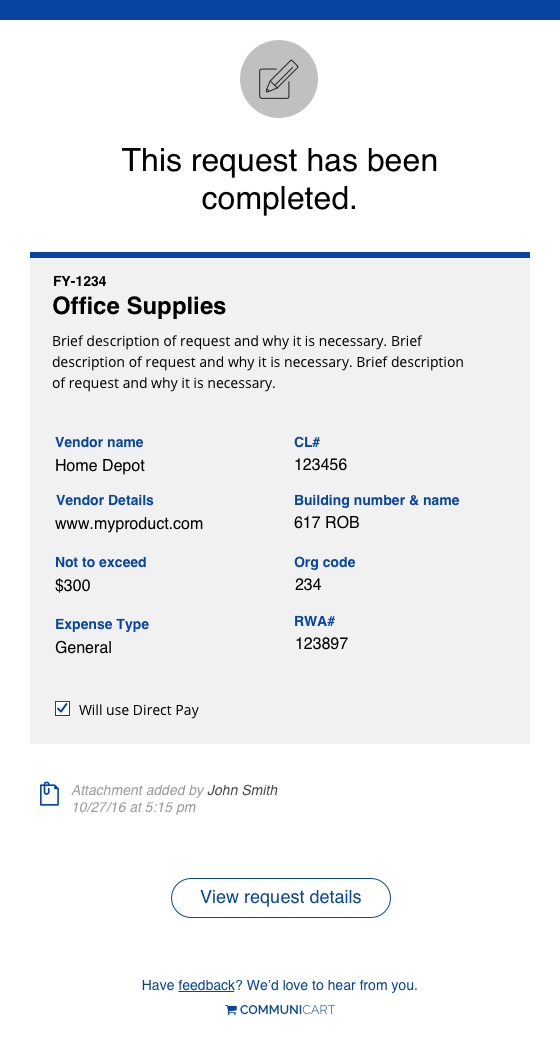 This request has been
completed.
FY-1234
Office Supplies
Brief description of request and why it is necessary. Brief
description of request and why it is necessary. Brief description
of request and why it is necessary.
Vendor name
Home Depot
CL#
123456
Vendor Details
www.myproduct.com
Building number & name
617 ROB
Not to exceed
$300
Org code
234
Expense Type
General
RWA#
123897
Will use Direct Pay
Attachment added by John Smith
10/27/16 at 5:15 pm
View request details
Have feedback? We’d love to hear from you.
COMMUNICART